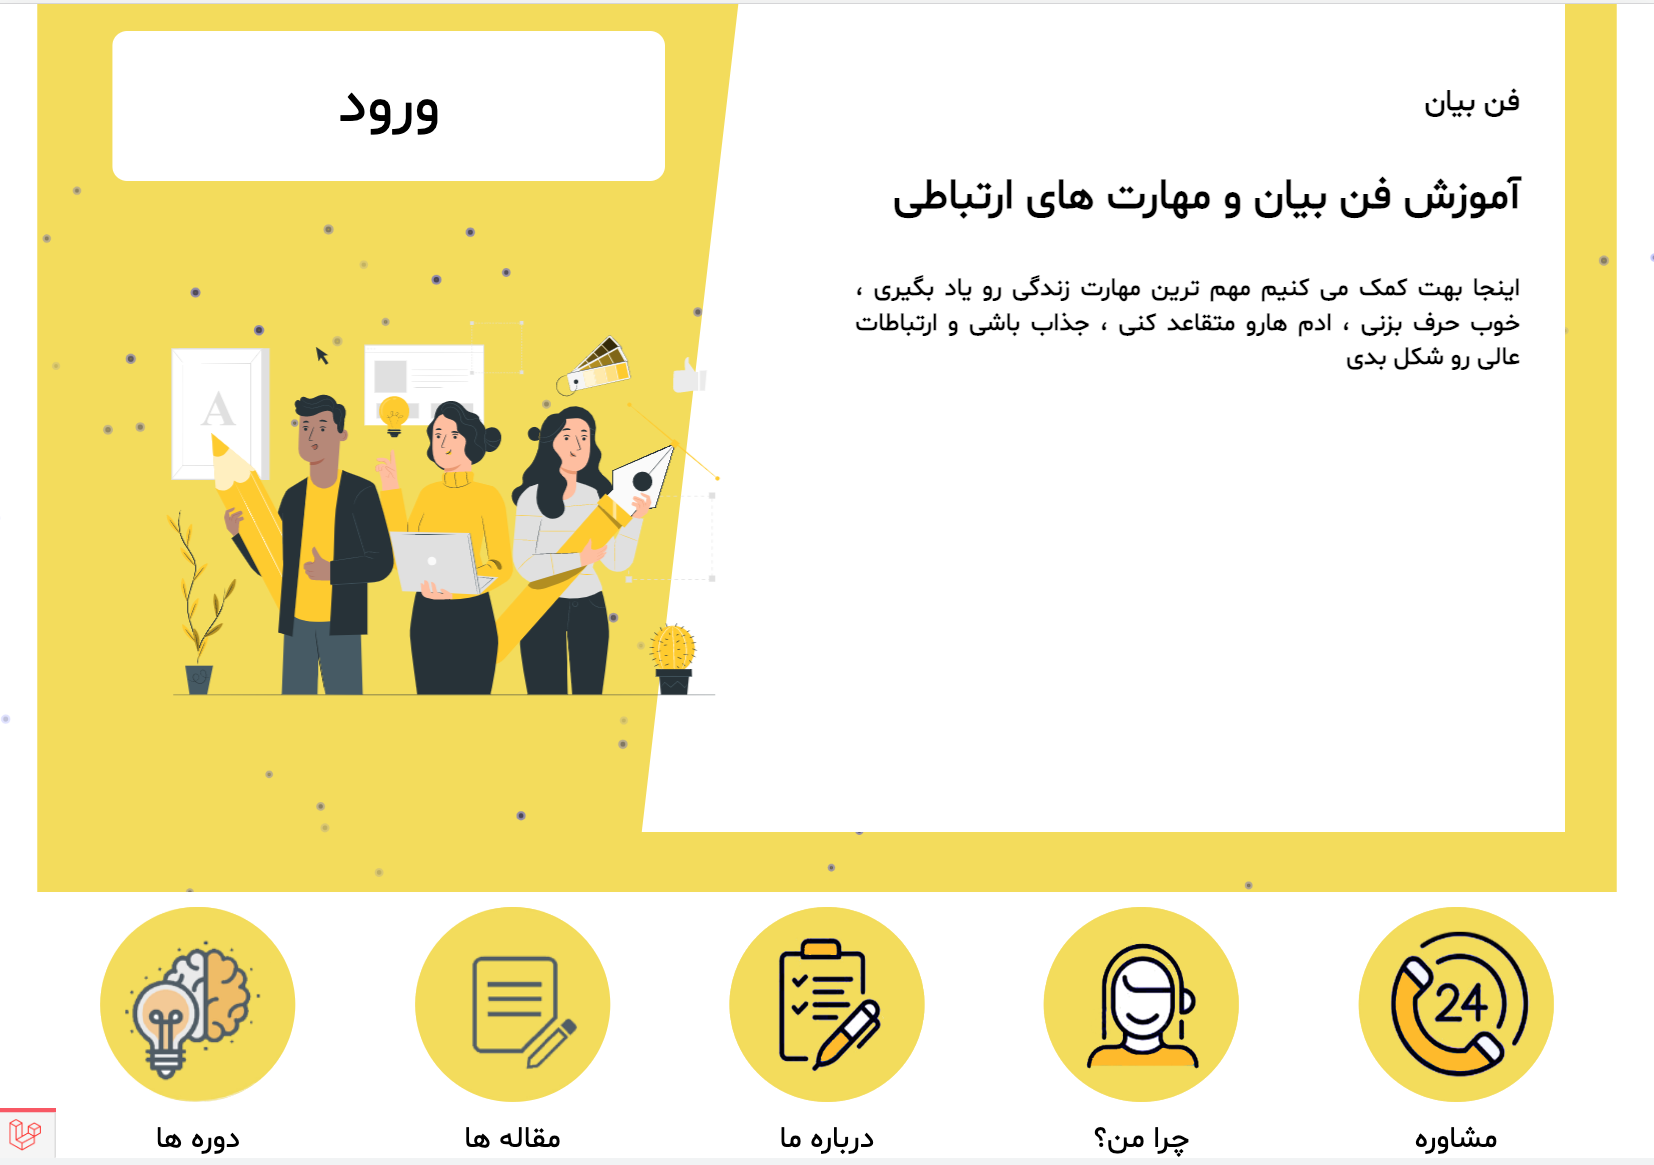 فن بیان
ورود
آموزش فن بیان و مهارت های ارتباطی
اینجا بهت کمک می کنیم مهم ترین مهارت زندگی رو یاد بگیری ،
خوب حرف بزنی ، ادم هارو متقاعد کنی ، جذاب باشی و ارتباطات
عالی رو شکل بدی
A
24
مشاوره
چرا من؟
درباره ما
مقاله ها
دوره ها